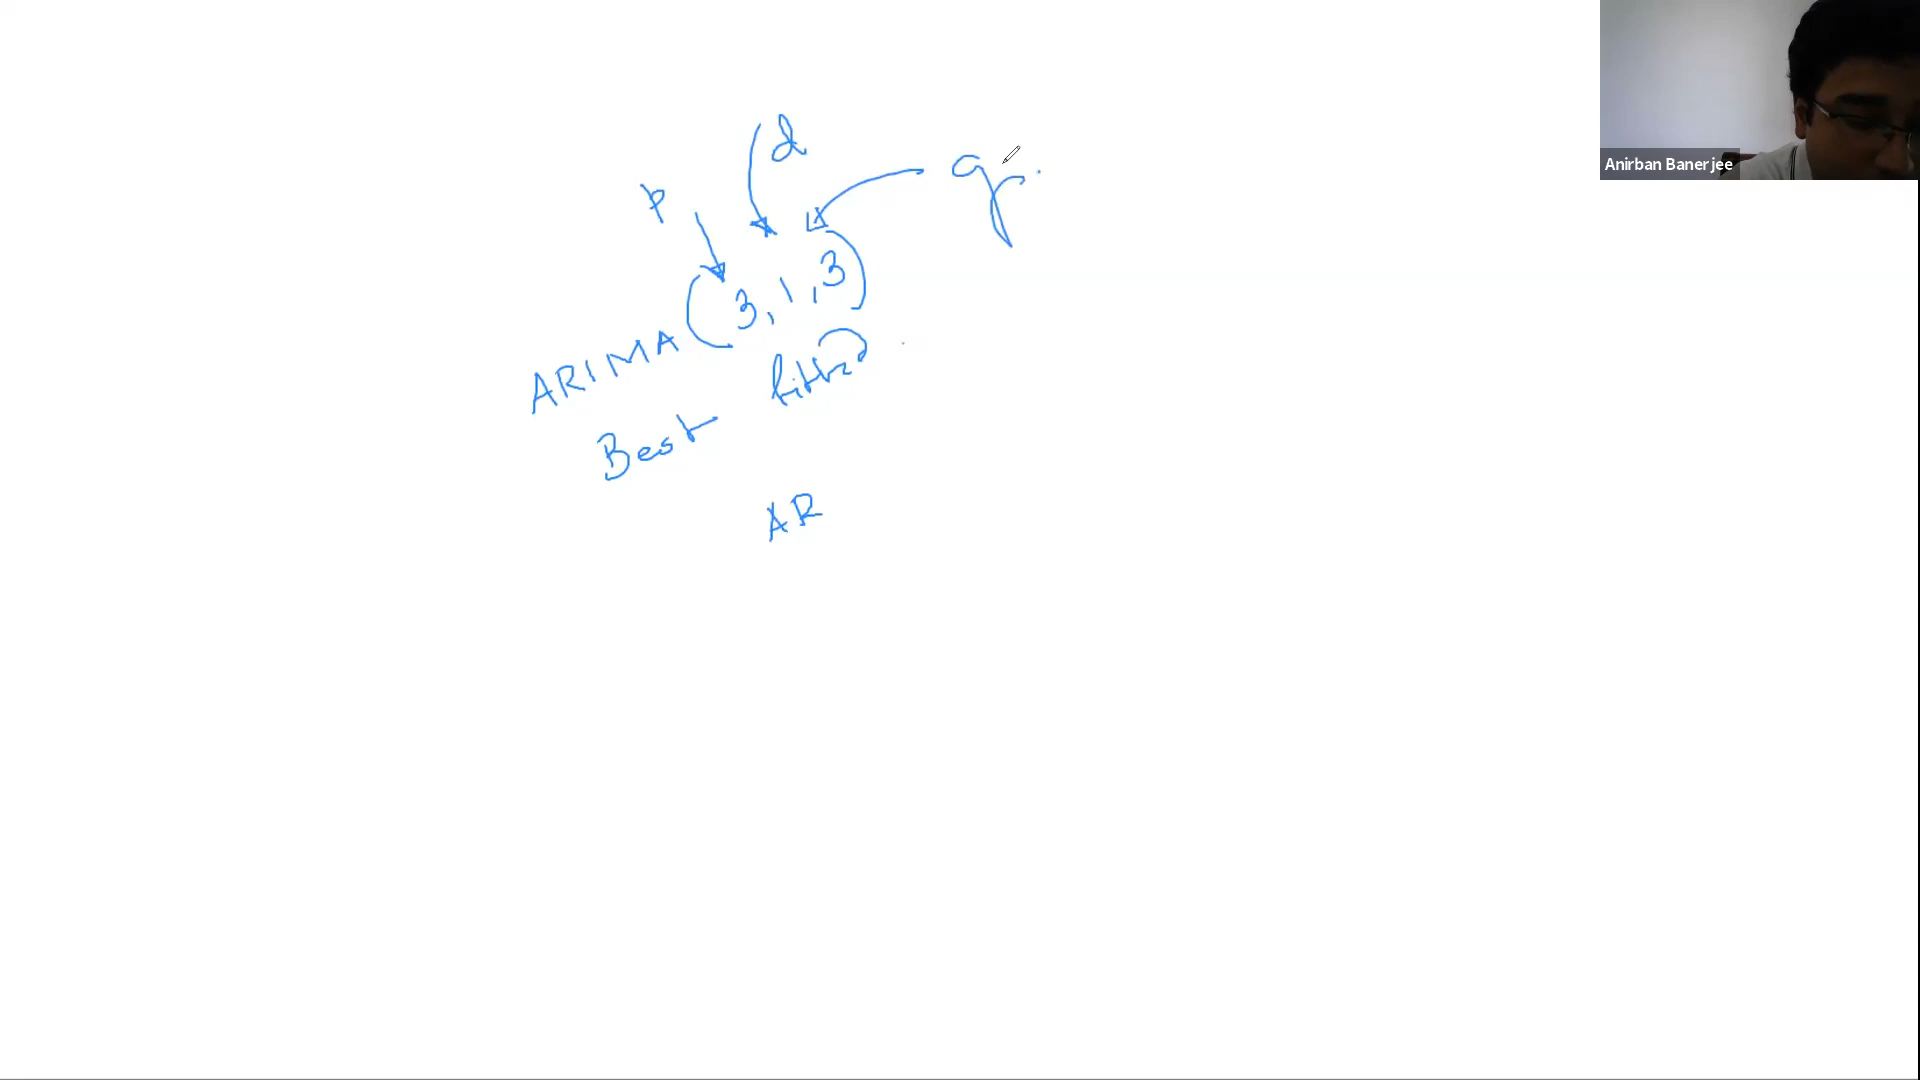 d
p
q.
ARIMA (3, 1, 3)
Best fitted.
AR
Anirban Banerjee